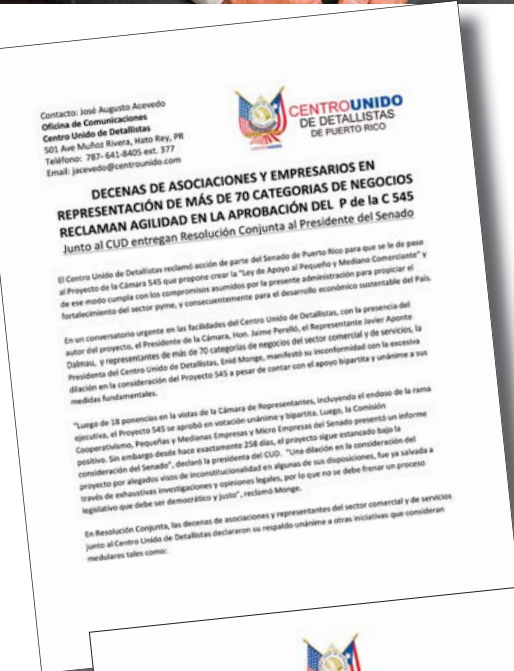 Contacto: José Augusto Acevedo
Oficina de Comunicaciones
Centro Unido de Detallistas
501 Ave Muñoz Rivera, Hato Rey, PR
Teléfono: 787- 641-8405 ext. 377
Email: jacevedo@centrounido.com
CENTROUNIDO
DE DETALLISTAS
DE PUERTO RICO
DECENAS DE ASOCIACIONES Y EMPRESARIOS EN
REPRESENTACIÓN DE MÁS DE 70 CATEGORIAS DE NEGOCIOS
RECLAMAN AGILIDAD EN LA APROBACIÓN DEL P de la C 545
Junto al CUD entregan Resolución Conjunta al Presidente del Senado
El Centro Unido de Detallistas reclamó acción de parte del Senado de Puerto Rico para que se le de paso
al Proyecto de la Cámara 545 que propone crear la "Ley de Apoyo al Pequeño y Mediano Comerciante" y
de ese modo cumpla con los compromisos asumidos por la presente administración para propiciar el
fortalecimiento del sector pyme, y consecuentemente para el desarrollo económico sustentable del País.
En un conversatorio urgente en las facilidades del Centro Unido de Detallistas, con la presencia del
autor del proyecto, el Presidente de la Cámara, Hon. Jaime Perelló, el Representante Javier Aponte
Dalmau, y representantes de más de 70 categorías de negocios del sector comercial y de servicios, la
Presidenta del Centro Unido de Detallistas, Enid Monge, manifestó su inconformidad con la excesiva
dilación en la consideración del Proyecto 545 a pesar de contar con el apoyo bipartita y unánime a sus
medidas fundamentales.
"Luego de 18 ponencias en la vistas de la Cámara de Representantes, incluyendo el endoso de la rama
ejecutiva, el Proyecto 545 se aprobó en votación unánime y bipartita. Luego, la Comisión
Cooperativismo, Pequeñas y Medianas Empresas y Micro Empresas del Senado presentó un informe
positivo. Sin embargo desde hace exactamente 258 días, el proyecto sigue estancado bajo la
consideración del Senado", declaró la presidenta del CUD. "Una dilación en la consideración del
proyecto por alegados visos de inconstitucionalidad en algunas de sus disposiciones, fue ya salvada a
través de exhaustivas investigaciones y opiniones legales, por lo que no se debe frenar un proceso
legislativo que debe ser democrático y justo", reclamó Monge.
En Resolución Conjunta, las decenas de asociaciones y representantes del sector comercial y de servicios
junto al Centro Unido de Detallistas declararon su respaldo unánime a otras iniciativas que consideran
medulares tales como: